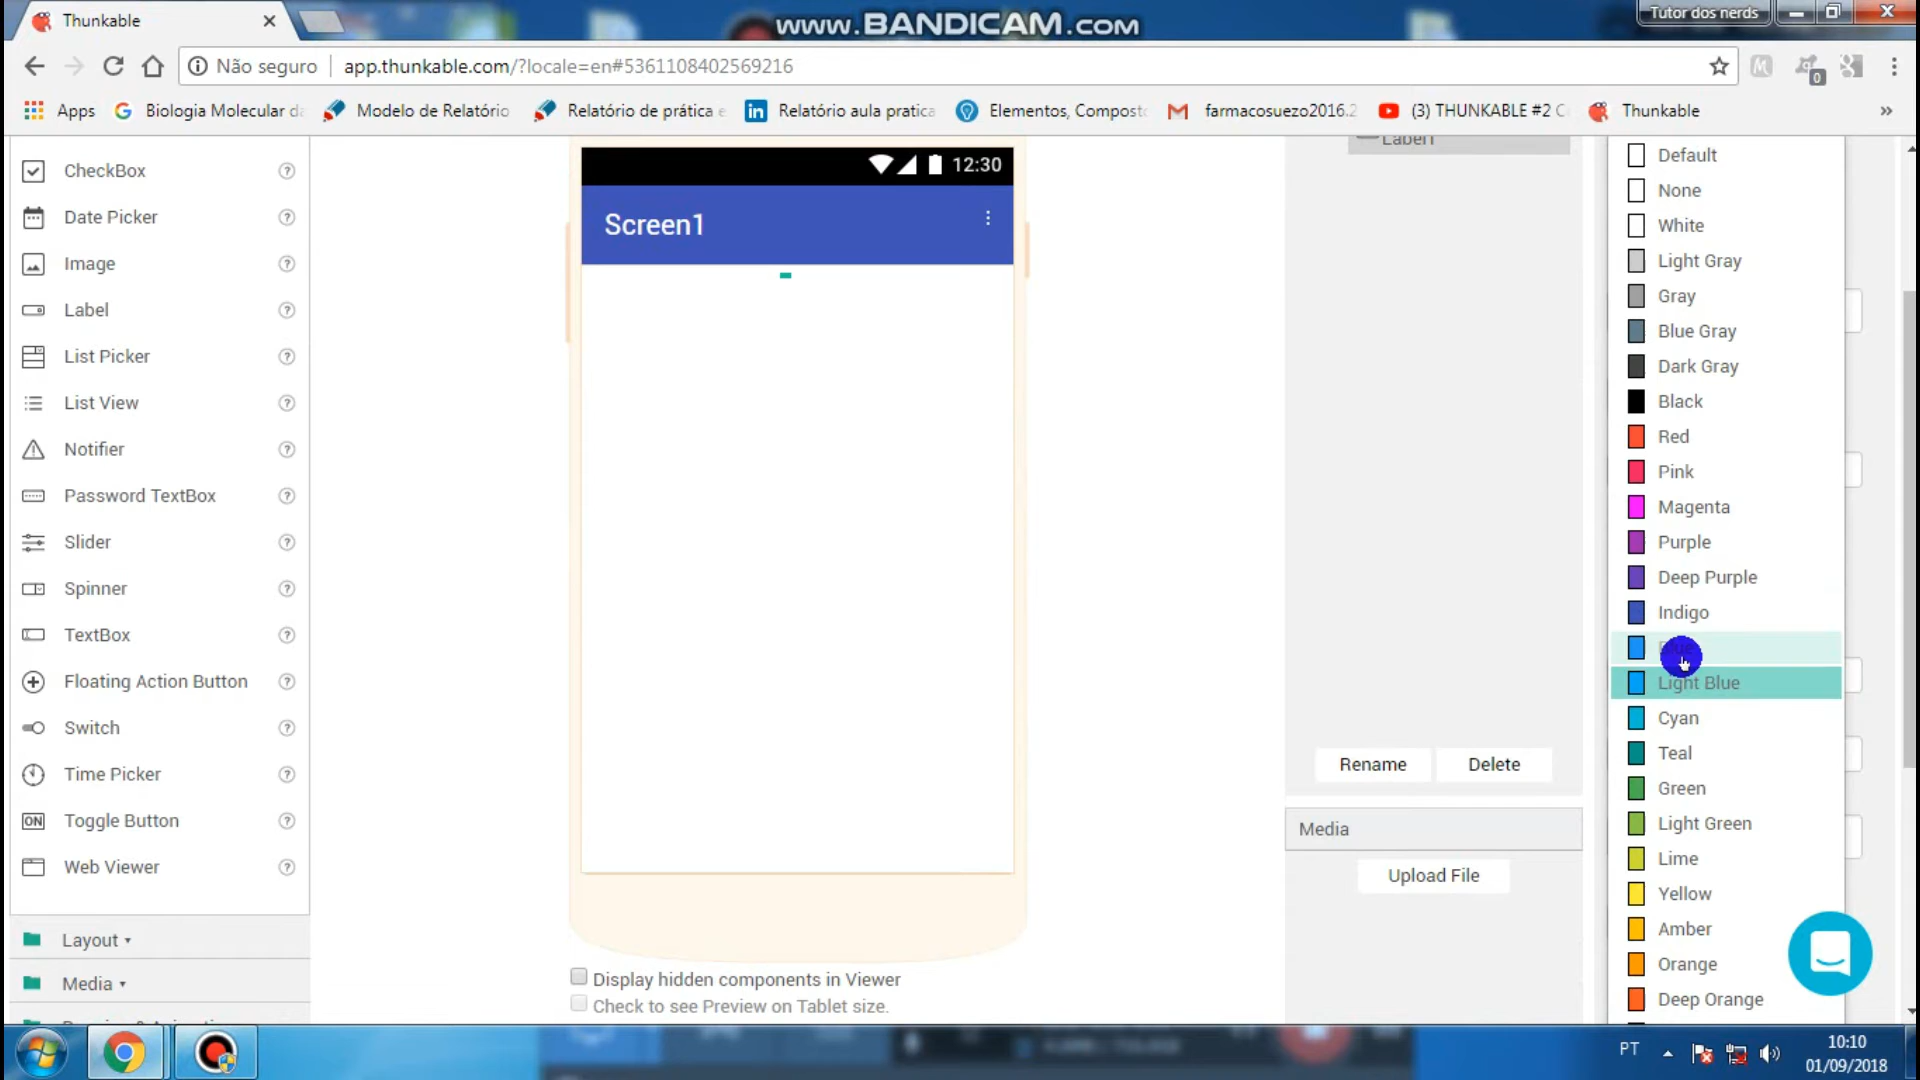 Thunkable
www.BANDICAM.com
Tutor dos nerds
Não seguro
app.thunkable.com/?locale=en#5361108402569216
0
Apps
Biologia Molecular da
Modelo de Relatório
Relatório de prática e
Relatório aula pratica
Elementos, Compost
farmacosuezo2016.2
(3) THUNKABLE #2 C
Thunkable
»
CheckBox
Date Picker
Image
Label
List Picker
List View
Notifier
Password TextBox
Slider
Spinner
TextBox
Floating Action Button
Switch
Time Picker
ON
Toggle Button
Web Viewer
Layout
Media
12:30
Screen1
Display hidden components in Viewer
Check to see Preview on Tablet size.
Label1
Rename
Delete
Media
Upload File
Default
None
White
Light Gray
Gray
Blue Gray
Dark Gray
Black
Red
Pink
Magenta
Purple
Deep Purple
Indigo
Blue
Light Blue
Cyan
Teal
Green
Light Green
Lime
Yellow
Amber
Orange
Deep Orange
PT
10:10
01/09/2018